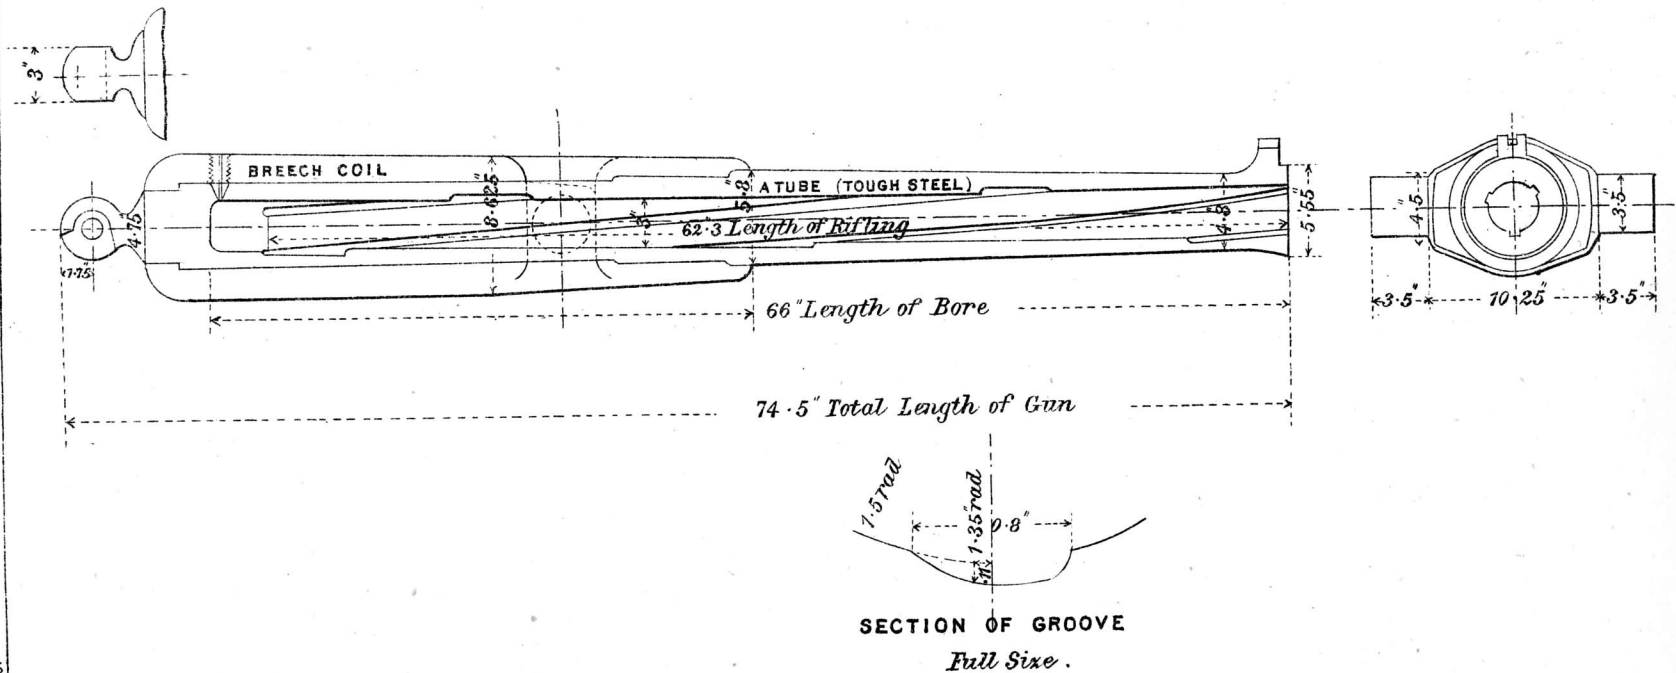 3"
BREECH COIL
8·625"
5·8"
A TUBE (TOUGH STEEL)
4·75"
3"
62·3" Length of Rifling
4·8"
5·55"
4·5"
3·5"
1·75"
3·5"
10·25"
3·5"
66" Length of Bore
74·5" Total Length of Gun
1·5 rad
1·35" rad
0·8"
·11"
SECTION OF GROOVE
Full Size.